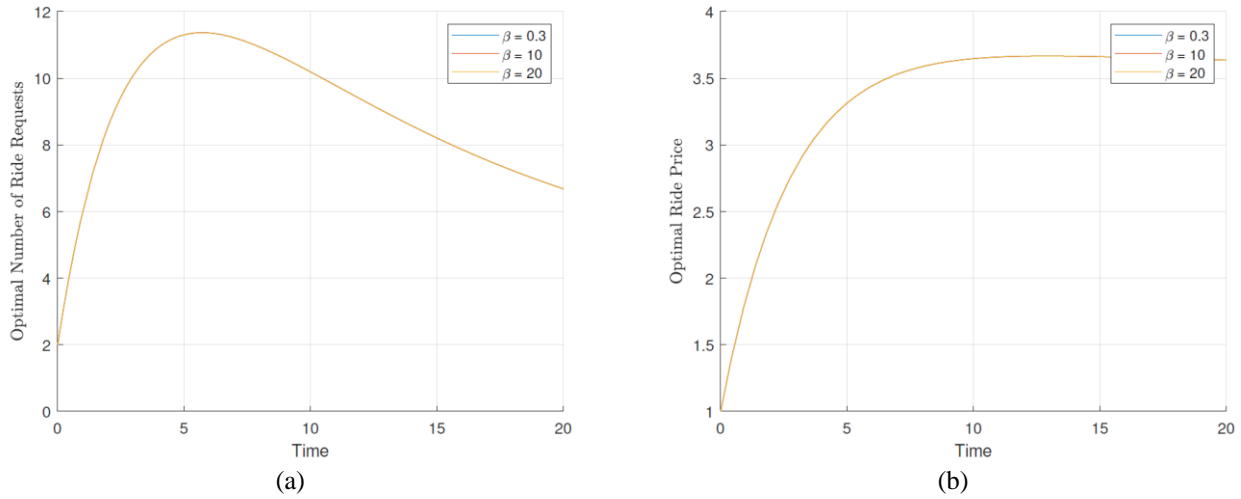 12
10
8
6
4
2
0
0 5 10 15 20
Time
Optimal Number of Ride Requests
β = 0.3
β = 10
β = 20
(a)
4
3.5
3
2.5
2
1.5
1
0 5 10 15 20
Time
Optimal Ride Price
β = 0.3
β = 10
β = 20
(b)